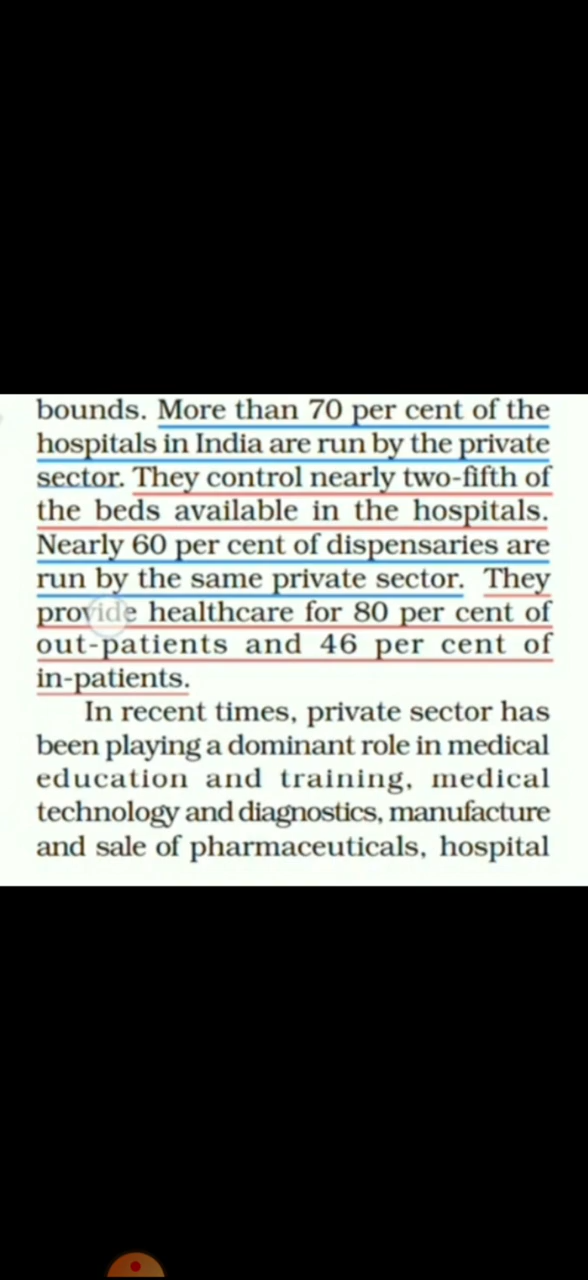 bounds. More than 70 per cent of the
hospitals in India are run by the private
sector. They control nearly two-fifth of
the beds available in the hospitals.
Nearly 60 per cent of dispensaries are
run by the same private sector. They
provide healthcare for 80 per cent of
out-patients and 46 per cent of
in-patients.
In recent times, private sector has
been playing a dominant role in medical
education and training, medical
technology and diagnostics, manufacture
and sale of pharmaceuticals, hospital